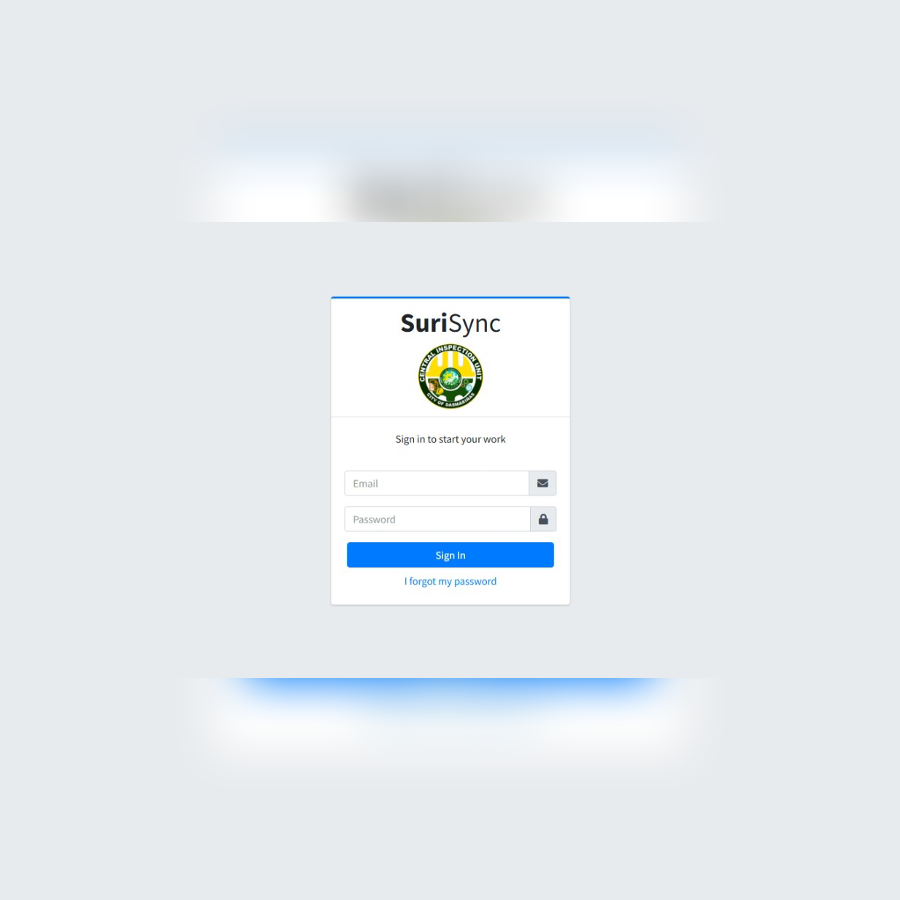 SuriSync
CENTRAL INSPECTION UNIT
CITY OF DASMARIÑAS
Sign in to start your work
Email
Password
Sign In
I forgot my password